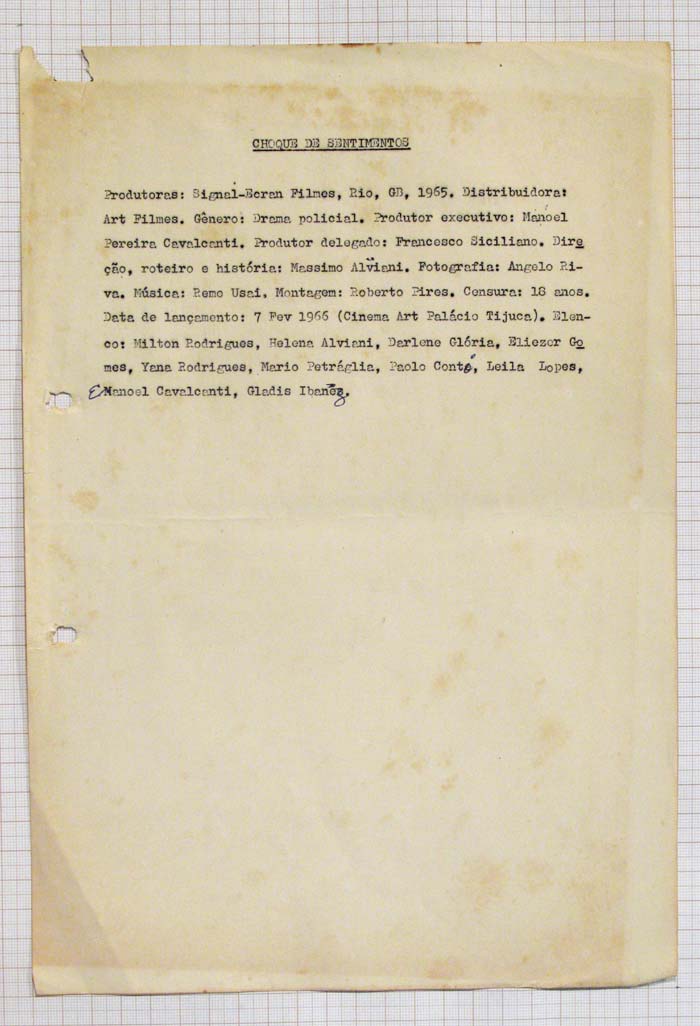 CHOQUE DE SENTIMENTOS
Produtoras: Signal-Ecran Filmes, Rio, GB, 1965. Distribuidora:
Art Filmes. Gênero: Drama policial. Produtor executivo: Manoel
Pereira Cavalcanti. Produtor delegado: Francesco Siciliano. Dire
ção, roteiro e história: Massimo Alviani. Fotografia: Angelo Ri-
va. Música: Remo Usai, Montagem: Roberto Pires. Censura: 18 anos.
Data de lançamento: 7 Fev 1966 (Cinema Art Palácio Tijuca). Elen-
co: Milton Rodrigues, Helena Alviani, Darlene Glória, Eliezer Go
mes, Yana Rodrigues, Mario Petráglia, Paolo Conté, Leila Lopes,
E Manoel Cavalcanti, Gladis Ibañez.